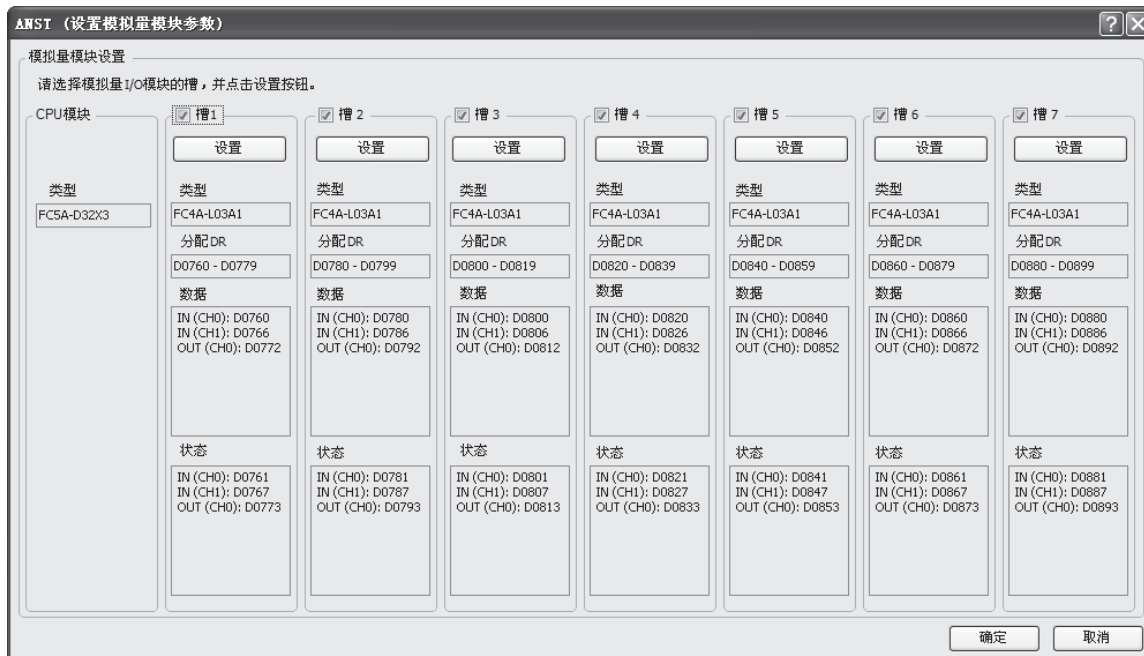 ANST (设置模拟量模块参数)
模拟量模块设置
请选择模拟量I/O模块的槽，并点击设置按钮。
CPU模块
类型
FC5A-D32X3
槽1
设置
类型
FC4A-L03A1
分配DR
D0760 - D0779
数据
IN (CH0): D0760
IN (CH1): D0766
OUT (CH0): D0772
状态
IN (CH0): D0761
IN (CH1): D0767
OUT (CH0): D0773
槽 2
设置
类型
FC4A-L03A1
分配DR
D0780 - D0799
数据
IN (CH0): D0780
IN (CH1): D0786
OUT (CH0): D0792
状态
IN (CH0): D0781
IN (CH1): D0787
OUT (CH0): D0793
槽 3
设置
类型
FC4A-L03A1
分配DR
D0800 - D0819
数据
IN (CH0): D0800
IN (CH1): D0806
OUT (CH0): D0812
状态
IN (CH0): D0801
IN (CH1): D0807
OUT (CH0): D0813
槽 4
设置
类型
FC4A-L03A1
分配DR
D0820 - D0839
数据
IN (CH0): D0820
IN (CH1): D0826
OUT (CH0): D0832
状态
IN (CH0): D0821
IN (CH1): D0827
OUT (CH0): D0833
槽 5
设置
类型
FC4A-L03A1
分配DR
D0840 - D0859
数据
IN (CH0): D0840
IN (CH1): D0846
OUT (CH0): D0852
状态
IN (CH0): D0841
IN (CH1): D0847
OUT (CH0): D0853
槽 6
设置
类型
FC4A-L03A1
分配DR
D0860 - D0879
数据
IN (CH0): D0860
IN (CH1): D0866
OUT (CH0): D0872
状态
IN (CH0): D0861
IN (CH1): D0867
OUT (CH0): D0873
槽 7
设置
类型
FC4A-L03A1
分配DR
D0880 - D0899
数据
IN (CH0): D0880
IN (CH1): D0886
OUT (CH0): D0892
状态
IN (CH0): D0881
IN (CH1): D0887
OUT (CH0): D0893
确定
取消